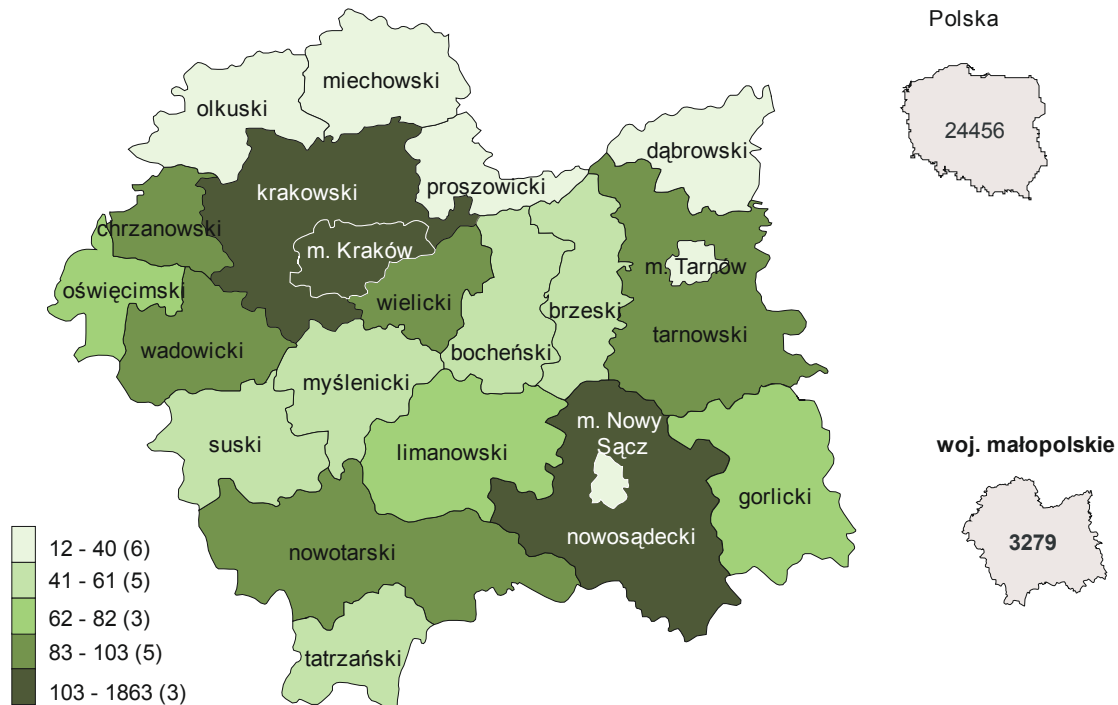 Polska
24456
miechowski
olkuski
dąbrowski
krakowski
proszowicki
chrzanowski
m. Kraków
m. Tarnów
oświęcimski
wielicki
brzeski
tarnowski
wadowicki
bocheński
myślenicki
m. Nowy
Sącz
suski
limanowski
gorlicki
nowosądecki
nowotarski
tatrzański
woj. małopolskie
3279
12 - 40 (6)
41 - 61 (5)
62 - 82 (3)
83 - 103 (5)
103 - 1863 (3)